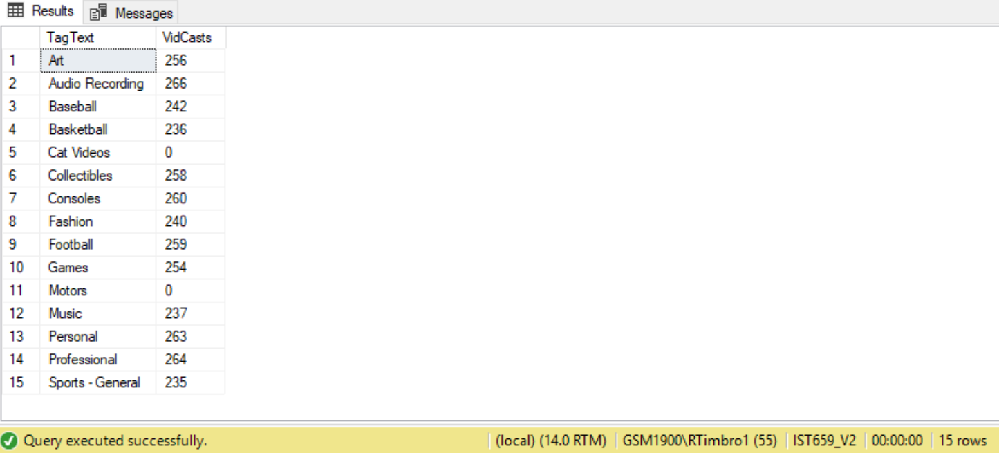 Results Messages
TagText VidCasts
1 Art 256
2 Audio Recording 266
3 Baseball 242
4 Basketball 236
5 Cat Videos 0
6 Collectibles 258
7 Consoles 260
8 Fashion 240
9 Football 259
10 Games 254
11 Motors 0
12 Music 237
13 Personal 263
14 Professional 264
15 Sports - General 235
Query executed successfully. (local) (14.0 RTM) GSM1900\RTimbro1 (55) IST659_V2 00:00:00 15 rows